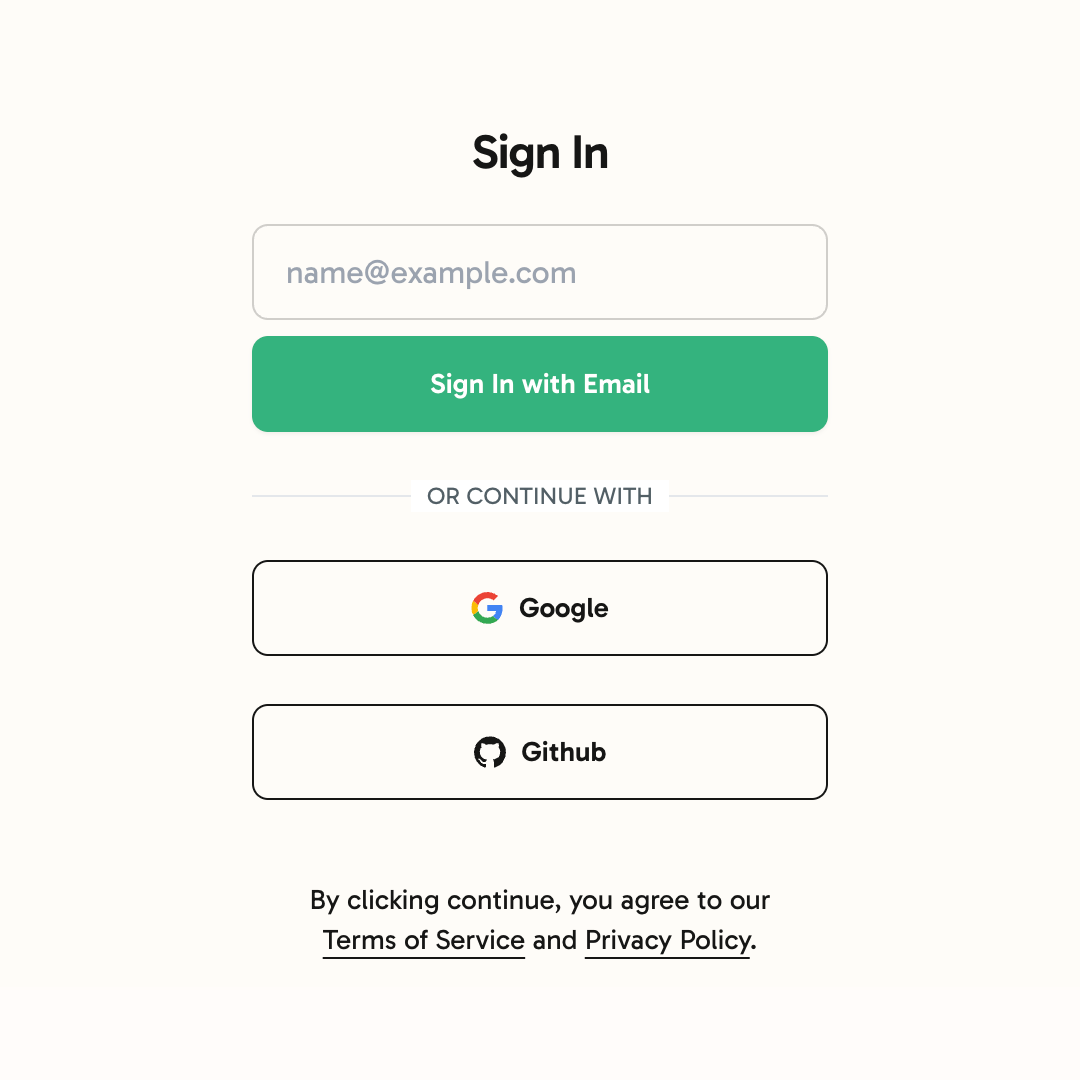 Sign In
name@example.com
Sign In with Email
OR CONTINUE WITH
Google
Github
By clicking continue, you agree to our
Terms of Service and Privacy Policy.